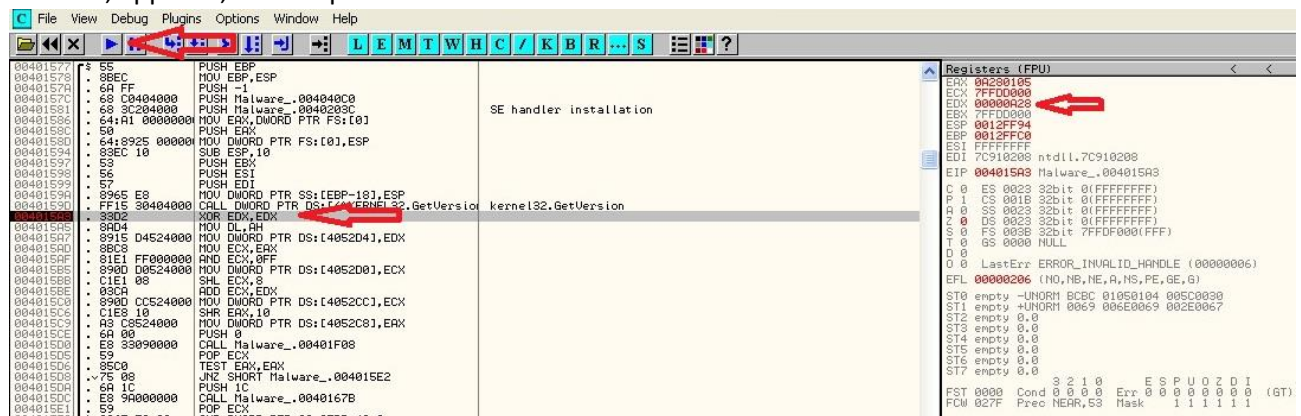 File View Debug Plugins Options Window Help
L E M T W H C / K B R ... S ?
00401577 $ 55 PUSH EBP
00401578 . 8BEC MOV EBP,ESP
0040157A . 6A FF PUSH -1
0040157C . 68 C0404000 PUSH Malware_.004040C0
00401581 . 68 3C204000 PUSH Malware_.0040203C SE handler installation
00401586 . 64:A1 0000000 MOV EAX,DWORD PTR FS:[0]
0040158C . 50 PUSH EAX
0040158D . 64:8925 00000 MOV DWORD PTR FS:[0],ESP
00401594 . 83EC 10 SUB ESP,10
00401597 . 53 PUSH EBX
00401598 . 56 PUSH ESI
00401599 . 57 PUSH EDI
0040159A . 8965 E8 MOV DWORD PTR SS:[EBP-18],ESP
0040159D . FF15 30404000 CALL DWORD PTR DS:[<&KERNEL32.GetVersion kernel32.GetVersion
004015A3 . 33D2 XOR EDX,EDX
004015A5 . 8AD4 MOV DL,AH
004015A7 . 8915 D4524000 MOV DWORD PTR DS:[4052D4],EDX
004015AD . 8BC8 MOV ECX,EAX
004015AF . 81E1 FF000000 AND ECX,0FF
004015B5 . 890D D0524000 MOV DWORD PTR DS:[4052D0],ECX
004015BB . C1E1 08 SHL ECX,8
004015BE . 03CA ADD ECX,EDX
004015C0 . 890D CC524000 MOV DWORD PTR DS:[4052CC],ECX
004015C6 . C1E8 10 SHR EAX,10
004015C9 . A3 C8524000 MOV DWORD PTR DS:[4052C8],EAX
004015CE . 6A 00 PUSH 0
004015D0 . E8 33090000 CALL Malware_.00401F08
004015D5 . 59 POP ECX
004015D6 . 85C0 TEST EAX,EAX
004015D8 .v75 08 JNZ SHORT Malware_.004015E2
004015DA . 6A 1C PUSH 1C
004015DC . E8 9A000000 CALL Malware_.0040167B
004015E1 . 59 POP ECX
Registers (FPU) < <
EAX 0A280105
ECX 7FFDD000
EDX 00000A28
EBX 7FFDD000
ESP 0012FF94
EBP 0012FFC0
ESI FFFFFFFF
EDI 7C910208 ntdll.7C910208
EIP 004015A3 Malware_.004015A3
C 0 ES 0023 32bit 0(FFFFFFFF)
P 1 CS 001B 32bit 0(FFFFFFFF)
A 0 SS 0023 32bit 0(FFFFFFFF)
Z 0 DS 0023 32bit 0(FFFFFFFF)
S 0 FS 003B 32bit 7FFDF000(FFF)
T 0 GS 0000 NULL
D 0
O 0 LastErr ERROR_INVALID_HANDLE (00000006)
EFL 00000206 (NO,NB,NE,A,NS,PE,GE,G)
ST0 empty -UNORM BCBC 01050104 005C0030
ST1 empty +UNORM 0069 006E0069 002E0067
ST2 empty 0.0
ST3 empty 0.0
ST4 empty 0.0
ST5 empty 0.0
ST6 empty 0.0
ST7 empty 0.0
3 2 1 0 E S P U O Z D I
FST 0000 Cond 0 0 0 0 Err 0 0 0 0 0 0 0 0 (GT)
FCW 027F Prec NEAR,53 Mask 1 1 1 1 1 1